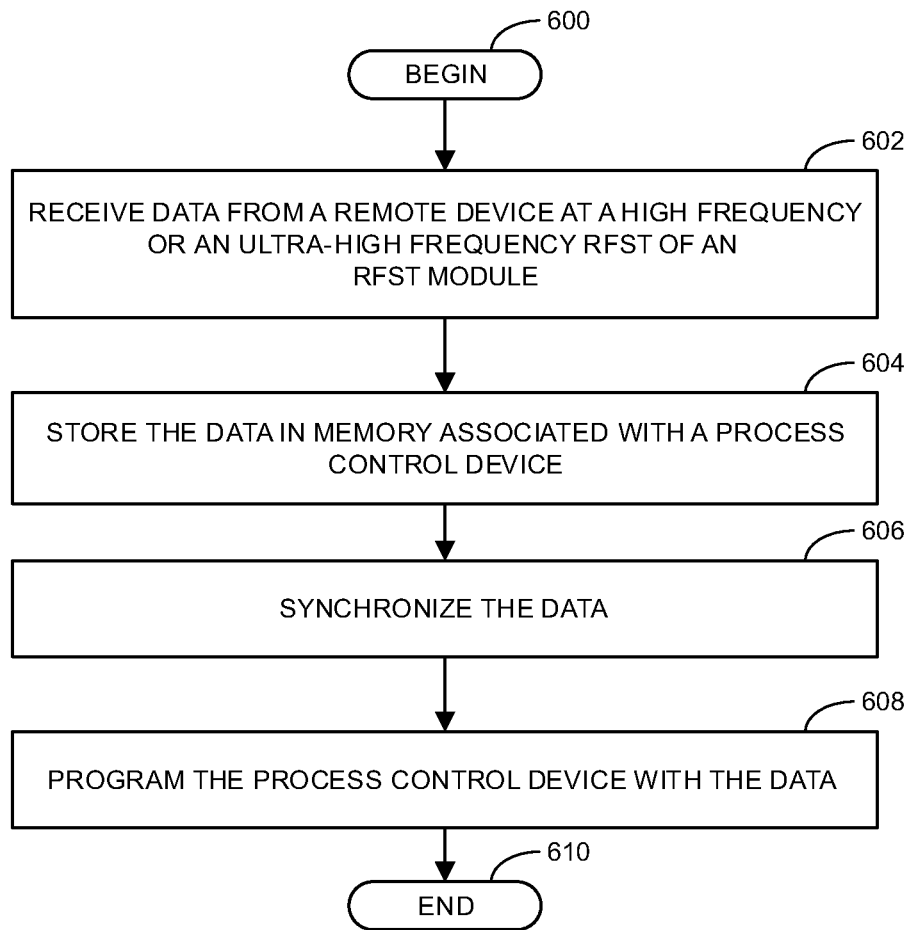 600
BEGIN
602
RECEIVE DATA FROM A REMOTE DEVICE AT A HIGH FREQUENCY
OR AN ULTRA-HIGH FREQUENCY RFST OF AN
RFST MODULE
604
STORE THE DATA IN MEMORY ASSOCIATED WITH A PROCESS
CONTROL DEVICE
606
SYNCHRONIZE THE DATA
608
PROGRAM THE PROCESS CONTROL DEVICE WITH THE DATA
610
END